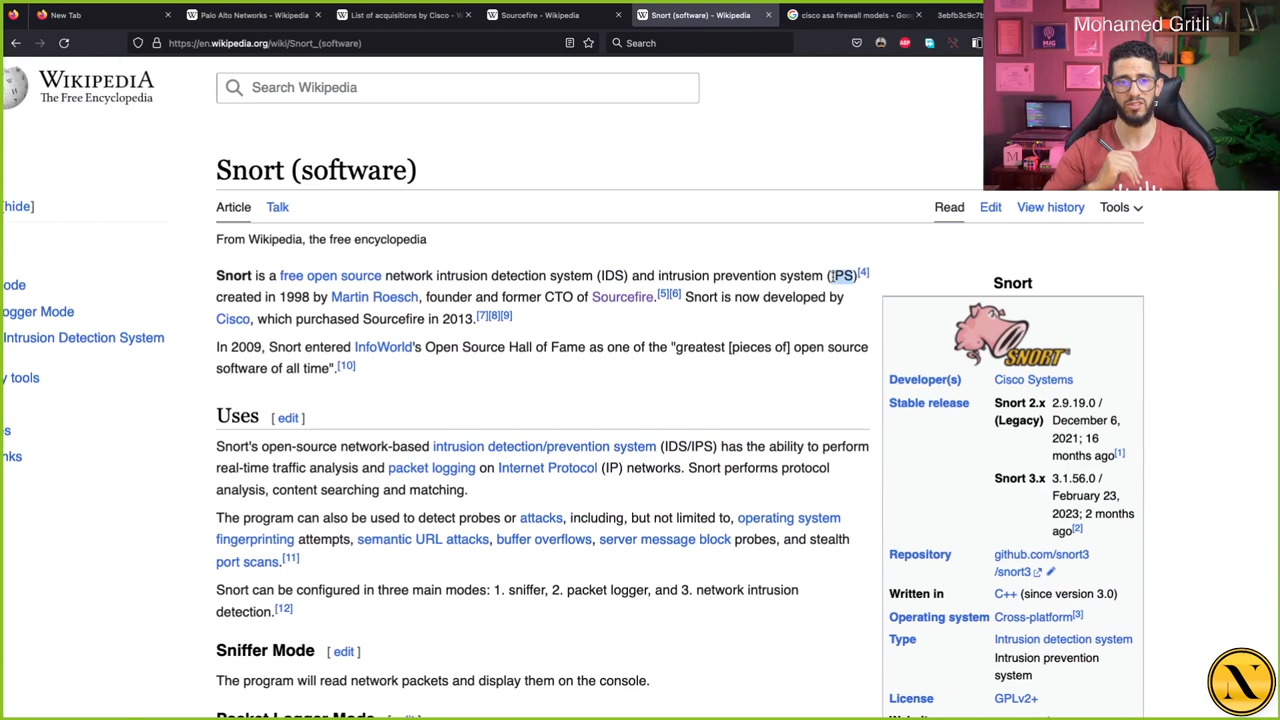 New Tab
Palo Alto Networks - Wikipedia
List of acquisitions by Cisco - W
Sourcefire - Wikipedia
Snort (software) - Wikipedia
cisco asa firewall models - Goo
3ebfb3c9c7b
Mohamed Gritli
https://en.wikipedia.org/wiki/Snort_(software)
Search
WIKIPEDIA
The Free Encyclopedia
Search Wikipedia
Snort (software)
[hide]
Article
Talk
Read
Edit
View history
Tools
From Wikipedia, the free encyclopedia
Snort is a free open source network intrusion detection system (IDS) and intrusion prevention system (IPS)[4]
created in 1998 by Martin Roesch, founder and former CTO of Sourcefire.[5][6] Snort is now developed by
Cisco, which purchased Sourcefire in 2013.[7][8][9]
In 2009, Snort entered InfoWorld's Open Source Hall of Fame as one of the "greatest [pieces of] open source
software of all time".[10]
ode
ogger Mode
Intrusion Detection System
y tools
s
nks
Uses [ edit ]
Snort's open-source network-based intrusion detection/prevention system (IDS/IPS) has the ability to perform
real-time traffic analysis and packet logging on Internet Protocol (IP) networks. Snort performs protocol
analysis, content searching and matching.
The program can also be used to detect probes or attacks, including, but not limited to, operating system
fingerprinting attempts, semantic URL attacks, buffer overflows, server message block probes, and stealth
port scans.[11]
Snort can be configured in three main modes: 1. sniffer, 2. packet logger, and 3. network intrusion
detection.[12]
Sniffer Mode [ edit ]
The program will read network packets and display them on the console.
Packet Logger Mode [ edit ]
Snort
SNORT
Developer(s) Cisco Systems
Stable release Snort 2.x 2.9.19.0 /
(Legacy) December 6,
2021; 16
months ago[1]
Snort 3.x 3.1.56.0 /
February 23,
2023; 2 months
ago[2]
Repository github.com/snort3
/snort3
Written in C++ (since version 3.0)
Operating system Cross-platform[3]
Type Intrusion detection system
Intrusion prevention
system
License GPLv2+
N